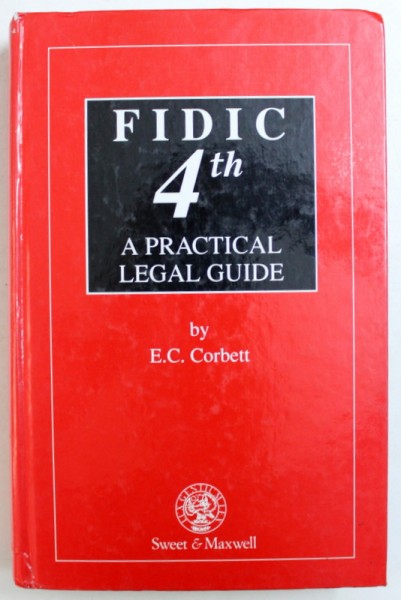 FIDIC
4th
A PRACTICAL
LEGAL GUIDE
by
E.C. Corbett
Sweet & Maxwell